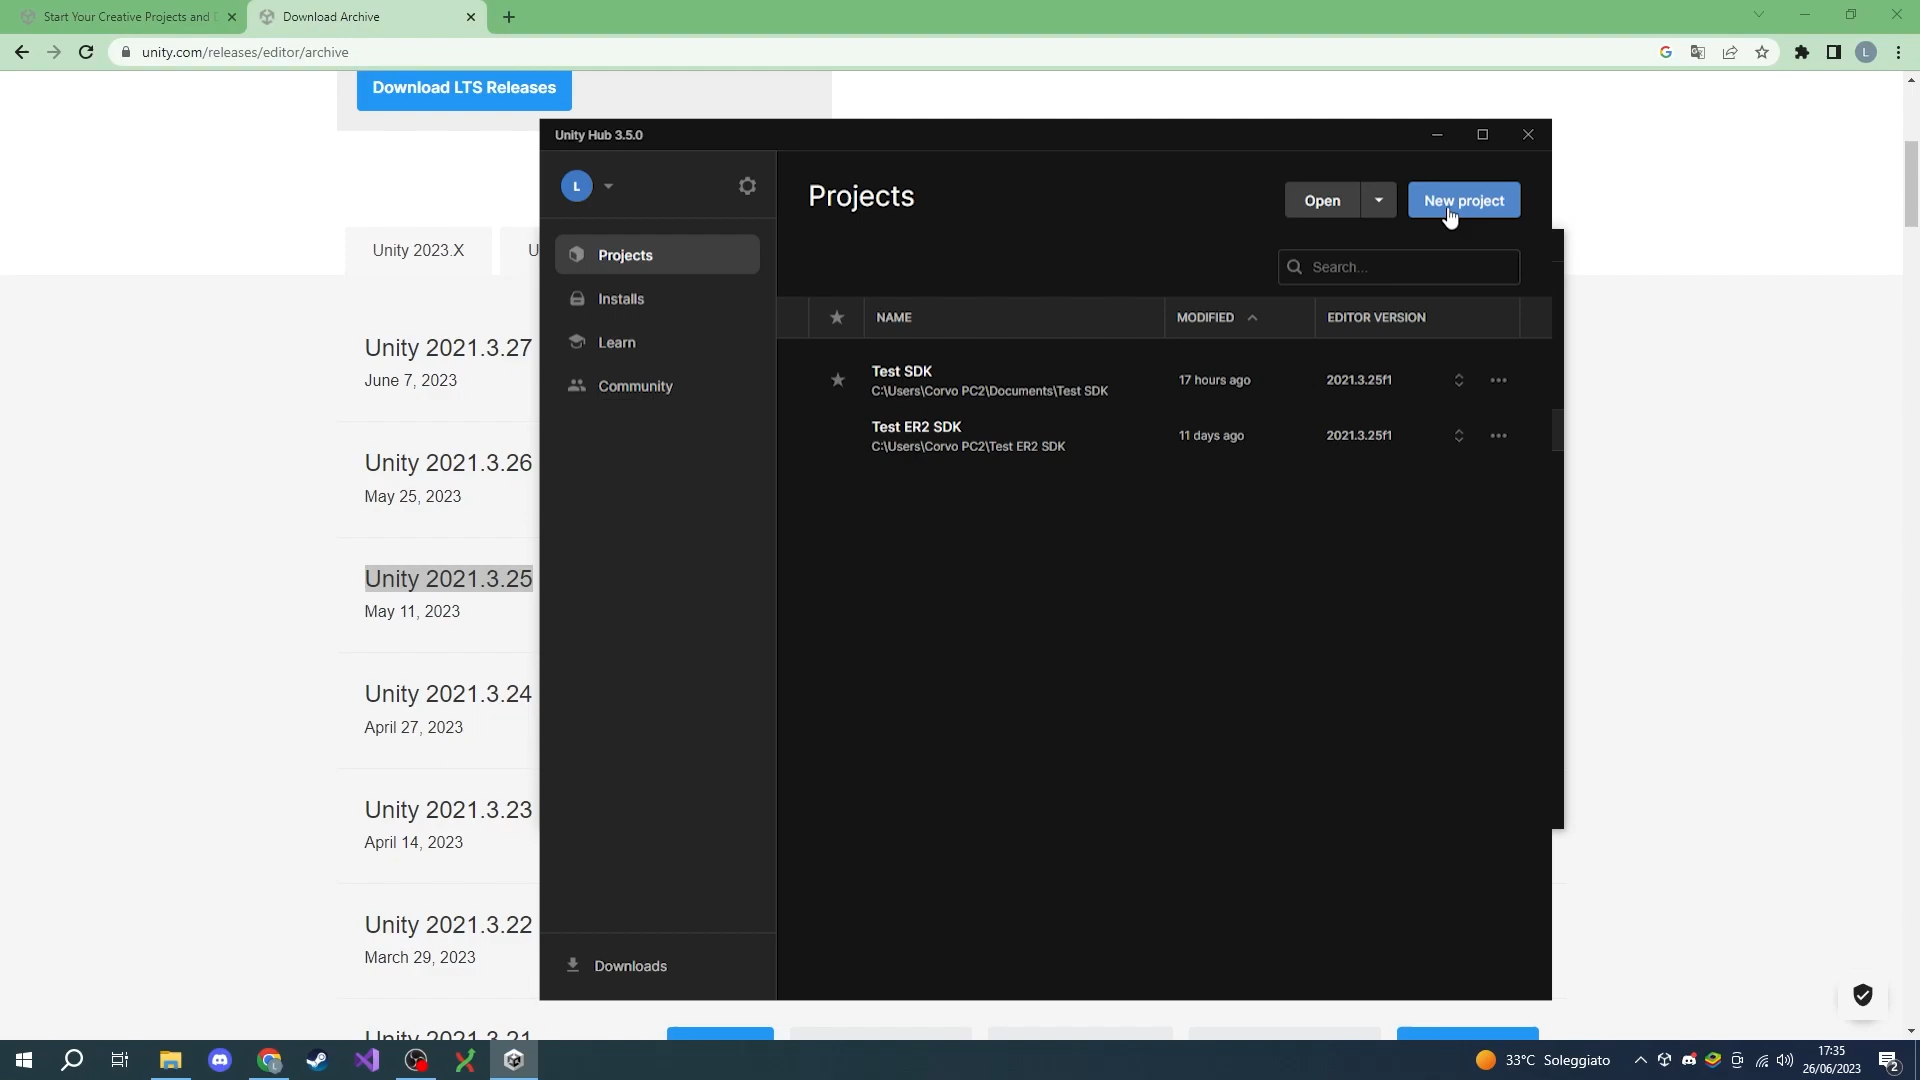 Start Your Creative Projects and
Download Archive
unity.com/releases/editor/archive
L
Download LTS Releases
Unity Hub 3.5.0
L
Projects
Open
New project
Unity 2023.X
U
Projects
Search...
Installs
NAME
MODIFIED
EDITOR VERSION
Learn
Unity 2021.3.27
June 7, 2023
Test SDK
C:\Users\Corvo PC2\Documents\Test SDK
17 hours ago
2021.3.25f1
Community
Test ER2 SDK
C:\Users\Corvo PC2\Test ER2 SDK
11 days ago
2021.3.25f1
Unity 2021.3.26
May 25, 2023
Unity 2021.3.25
May 11, 2023
Unity 2021.3.24
April 27, 2023
Unity 2021.3.23
April 14, 2023
Unity 2021.3.22
March 29, 2023
Downloads
Unity 2021.3.21
33°C Soleggiato
17:35
26/06/2023
2